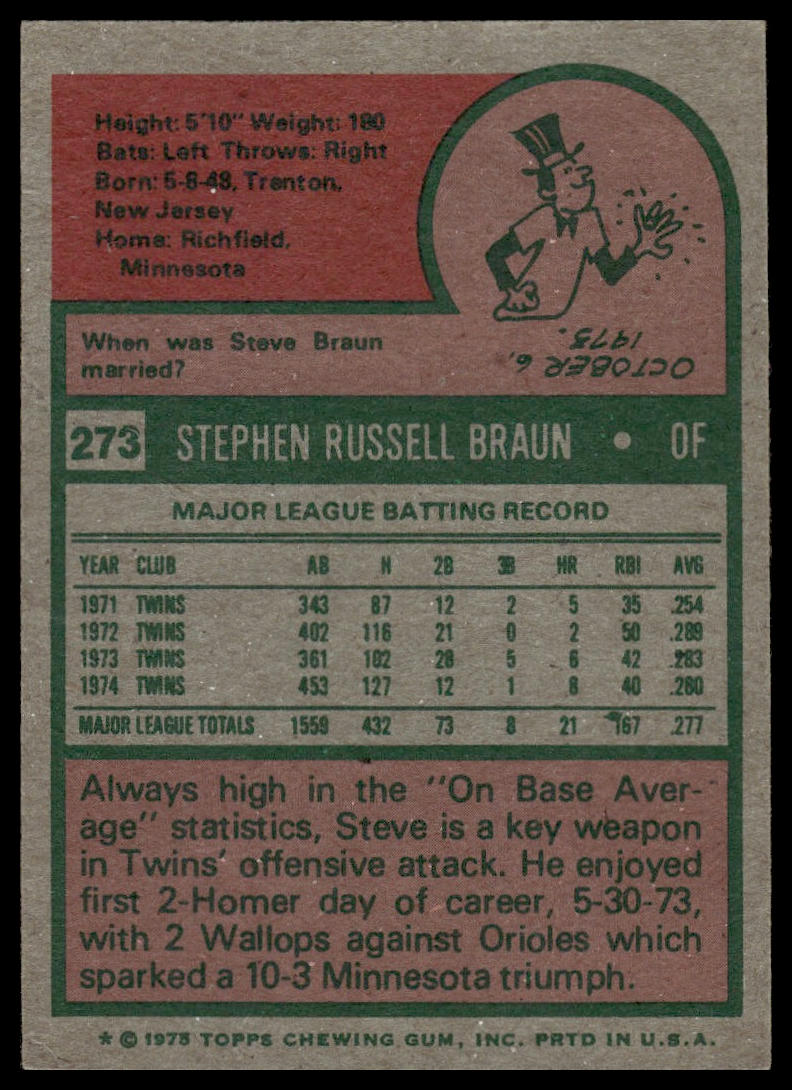 Height: 5'10" Weight: 180
Bats: Left Throws: Right
Born: 5-8-48, Trenton,
New Jersey
Home: Richfield,
Minnesota
When was Steve Braun
married?
OCTOBER 6,
1973.
273 STEPHEN RUSSELL BRAUN • OF
MAJOR LEAGUE BATTING RECORD
YEAR CLUB AB H 2B 3B HR RBI AVG
1971 TWINS 343 87 12 2 5 35 .254
1972 TWINS 402 116 21 0 2 50 .289
1973 TWINS 361 102 28 5 6 42 .283
1974 TWINS 453 127 12 1 8 40 .280
MAJOR LEAGUE TOTALS 1559 432 73 8 21 167 .277
Always high in the "On Base Aver-
age" statistics, Steve is a key weapon
in Twins' offensive attack. He enjoyed
first 2-Homer day of career, 5-30-73,
with 2 Wallops against Orioles which
sparked a 10-3 Minnesota triumph.
* © 1975 TOPPS CHEWING GUM, INC. PRTD IN U.S.A.